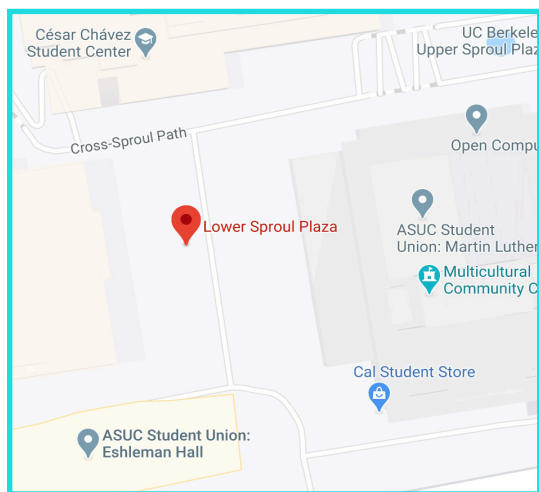 César Chávez
Student Center
UC Berkele
Upper Sproul Plaz
Cross-Sproul Path
Open Compu
Lower Sproul Plaza
ASUC Student
Union: Martin Luther
Multicultural
Community C
Cal Student Store
ASUC Student Union:
Eshleman Hall